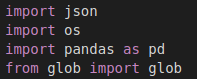 import json
import os
import pandas as pd
from glob import glob